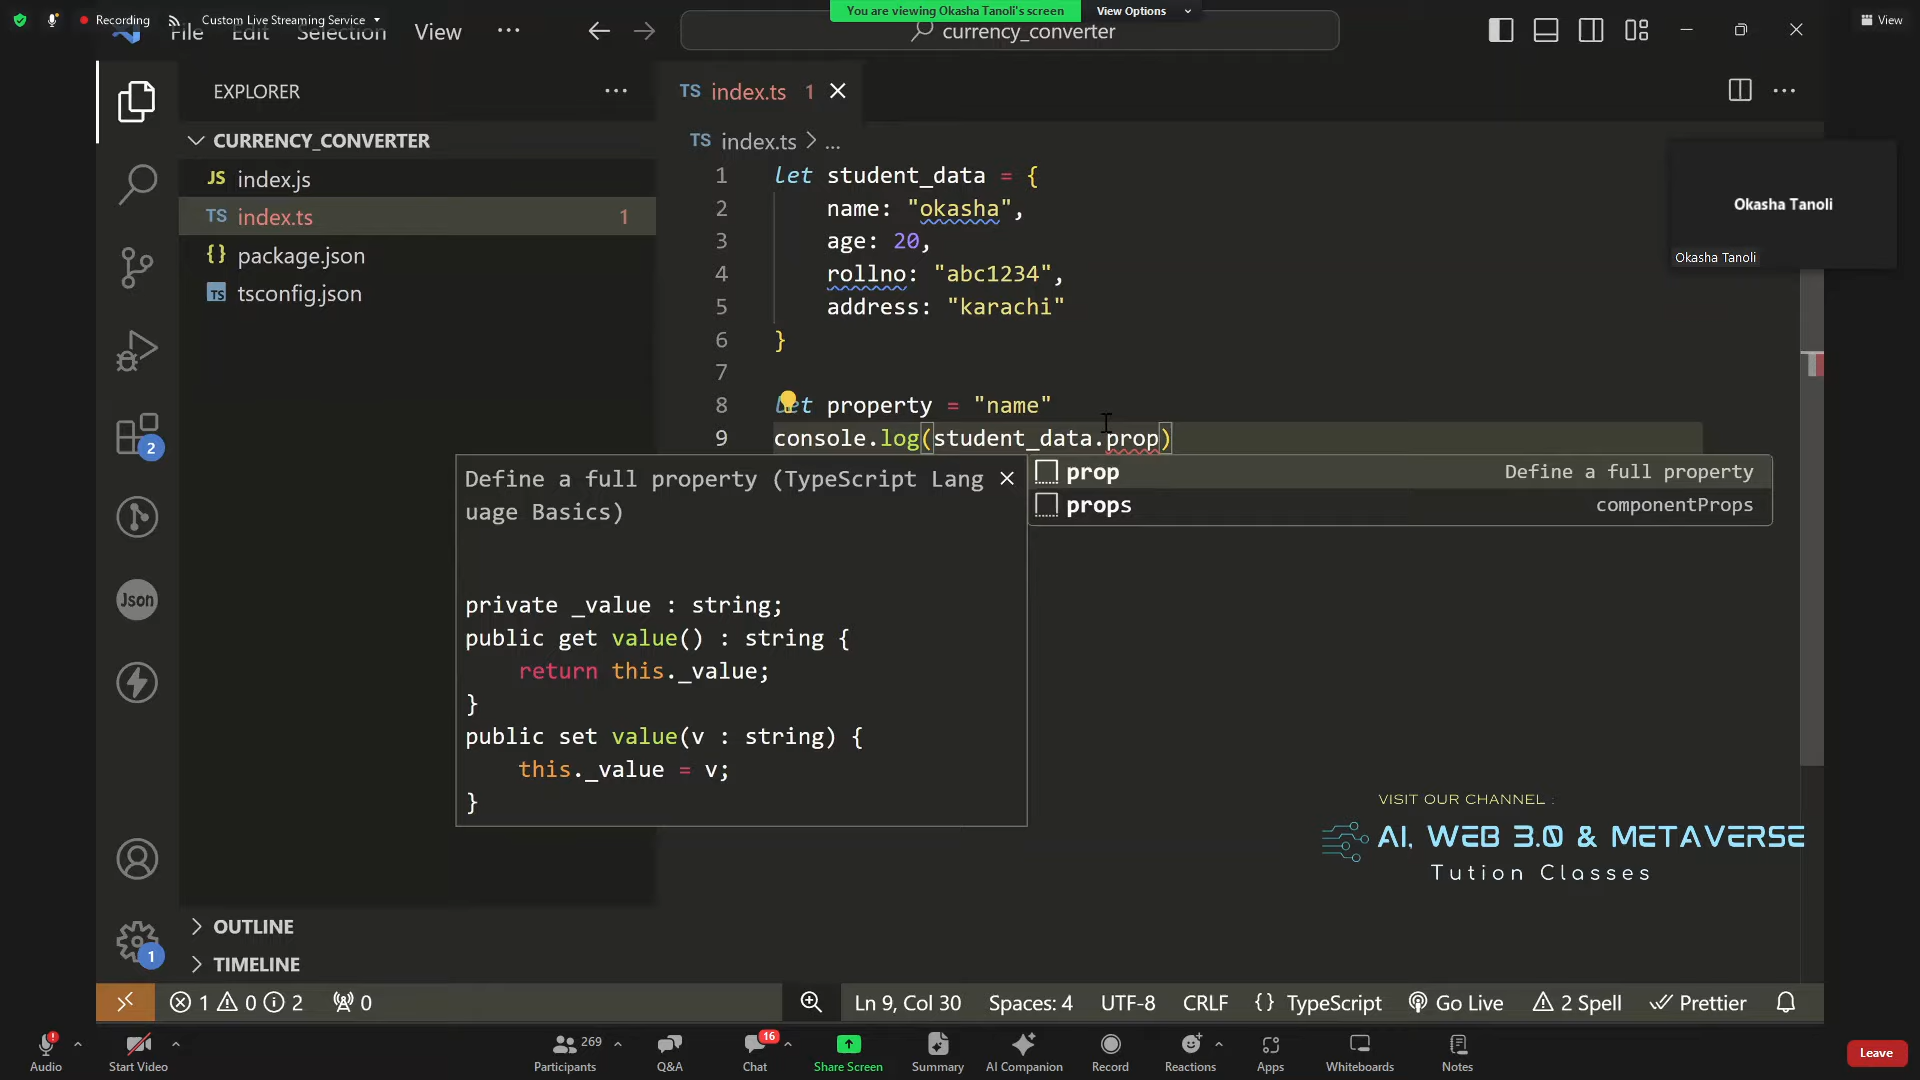 Recording
Custom Live Streaming Service
You are viewing Okasha Tanoli's screen
View Options
View
File Edit Selection View ···
currency_converter
EXPLORER
CURRENCY_CONVERTER
JS index.js
TS index.ts 1
{} package.json
TS tsconfig.json
2
Json
1
OUTLINE
TIMELINE
TS index.ts 1
TS index.ts > ...
1 let student_data = {
2 name: "okasha",
3 age: 20,
4 rollno: "abc1234",
5 address: "karachi"
6 }
7
8 let property = "name"
9 console.log(student_data.prop)
prop Define a full property
props componentProps
Define a full property (TypeScript Lang
uage Basics)
private _value : string;
public get value() : string {
return this._value;
}
public set value(v : string) {
this._value = v;
}
Okasha Tanoli
Okasha Tanoli
VISIT OUR CHANNEL :
AI, WEB 3.0 & METAVERSE
Tution Classes
1 0 2 0
Ln 9, Col 30 Spaces: 4 UTF-8 CRLF {} TypeScript Go Live 2 Spell Prettier
Audio
Start Video
269
Participants
Q&A
16
Chat
Share Screen
Summary
AI Companion
Record
Reactions
Apps
Whiteboards
Notes
Leave